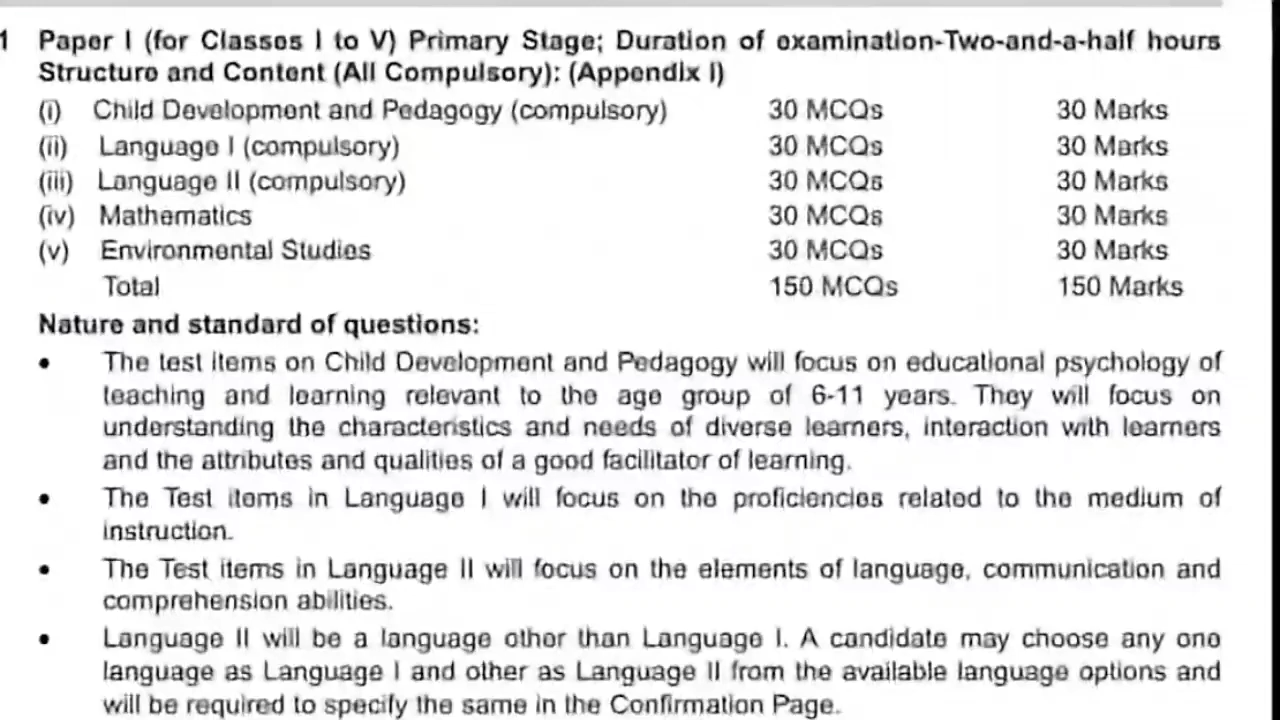 1 Paper I (for Classes I to V) Primary Stage; Duration of examination-Two-and-a-half hours
Structure and Content (All Compulsory): (Appendix I)
(i) Child Development and Pedagogy (compulsory) 30 MCQs 30 Marks
(ii) Language I (compulsory) 30 MCQs 30 Marks
(iii) Language II (compulsory) 30 MCQs 30 Marks
(iv) Mathematics 30 MCQs 30 Marks
(v) Environmental Studies 30 MCQs 30 Marks
Total 150 MCQs 150 Marks
Nature and standard of questions:
• The test items on Child Development and Pedagogy will focus on educational psychology of
teaching and learning relevant to the age group of 6-11 years. They will focus on
understanding the characteristics and needs of diverse learners, interaction with learners
and the attributes and qualities of a good facilitator of learning.
• The Test items in Language I will focus on the proficiencies related to the medium of
instruction.
• The Test items in Language II will focus on the elements of language, communication and
comprehension abilities.
• Language II will be a language other than Language I. A candidate may choose any one
language as Language I and other as Language II from the available language options and
will be required to specify the same in the Confirmation Page.